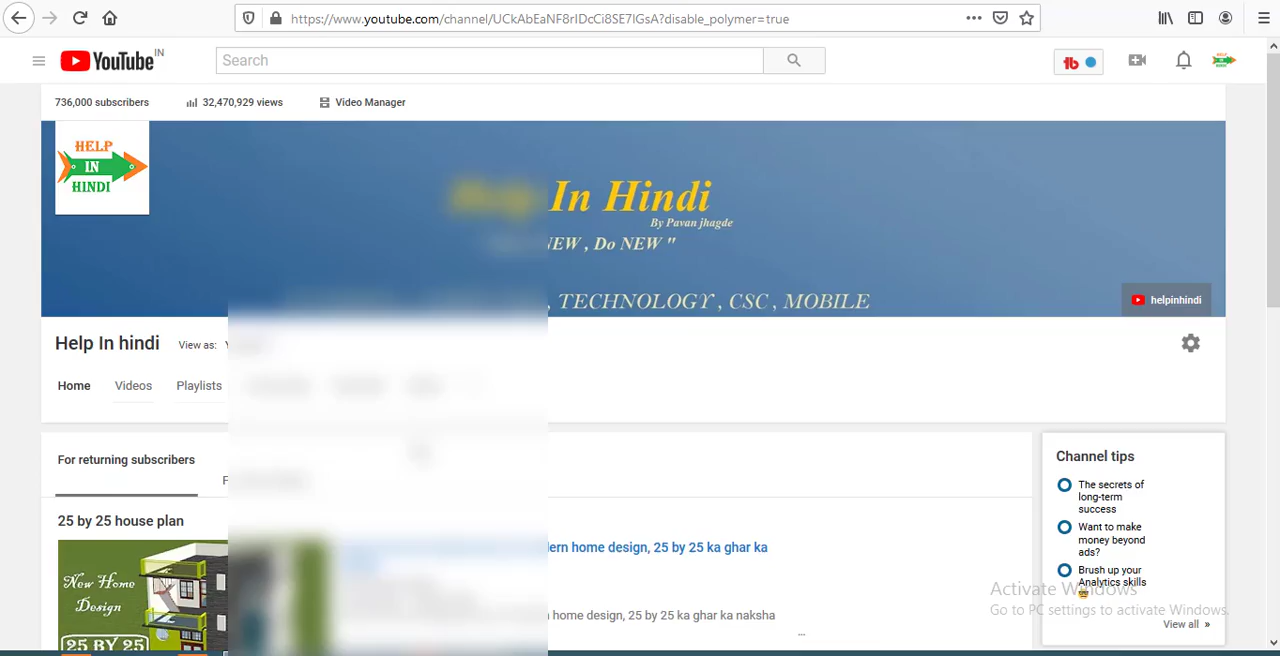 https://www.youtube.com/channel/UCkAbEaNF8rIDcCi8SE7IGsA?disable_polymer=true
YouTube IN
Search
736,000 subscribers
32,470,929 views
Video Manager
HELP
IN
HINDI
In Hindi
By Pavan jhagde
NEW , Do NEW "
, TECHNOLOGY , CSC , MOBILE
helpinhindi
Help In hindi
View as:
Home
Videos
Playlists
For returning subscribers
25 by 25 house plan
New Home
Design
25 BY 25
home design, 25 by 25 ka ghar ka
home design, 25 by 25 ka ghar ka naksha
...
Channel tips
The secrets of
long-term
success
Want to make
money beyond
ads?
Brush up your
Analytics skills
View all »
Activate Windows
Go to PC settings to activate Windows.